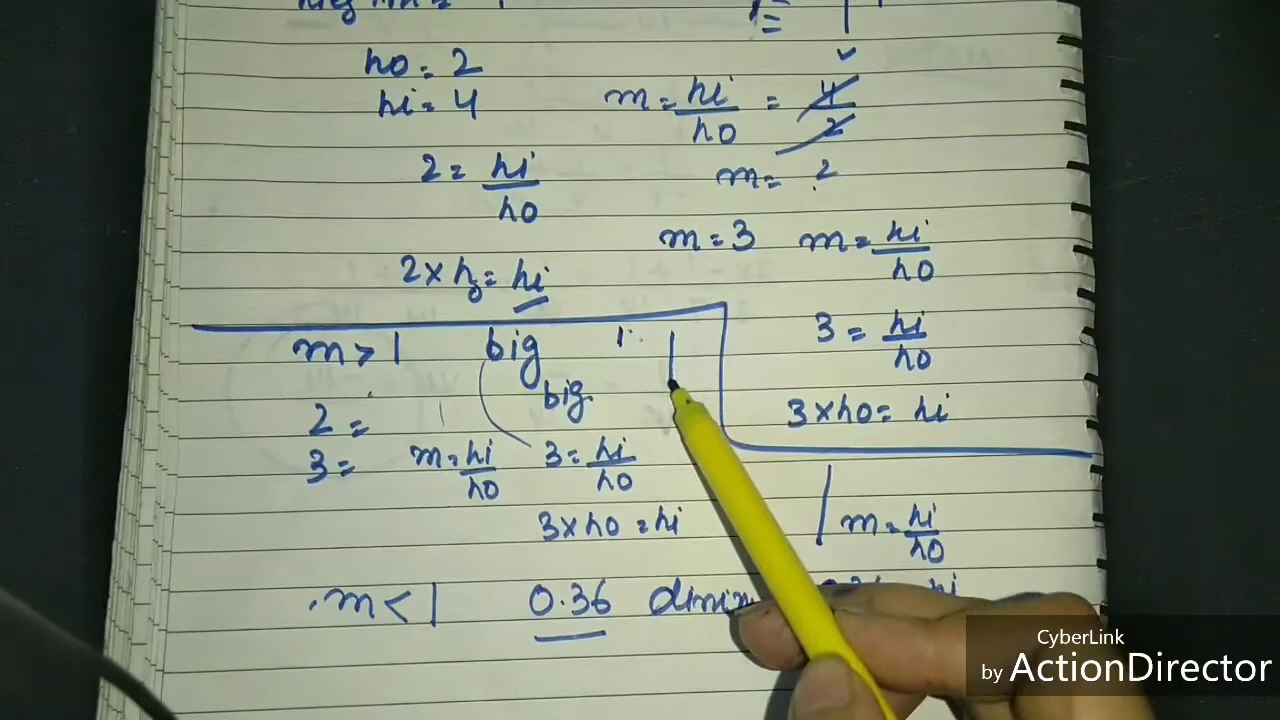 h0 = 2
hi = 4
m = hi/h0 = 4/2
2 = hi/h0
m = 2
m = 3 m = hi/h0
2 x h = hi
3 = hi/h0
m > 1 big 1
big
3 x h0 = hi
2 =
3 = m = hi/h0 3 = hi/h0
3 x h0 = hi
m = hi/h0
m < 1 0.36 dimin
CyberLink
by ActionDirector